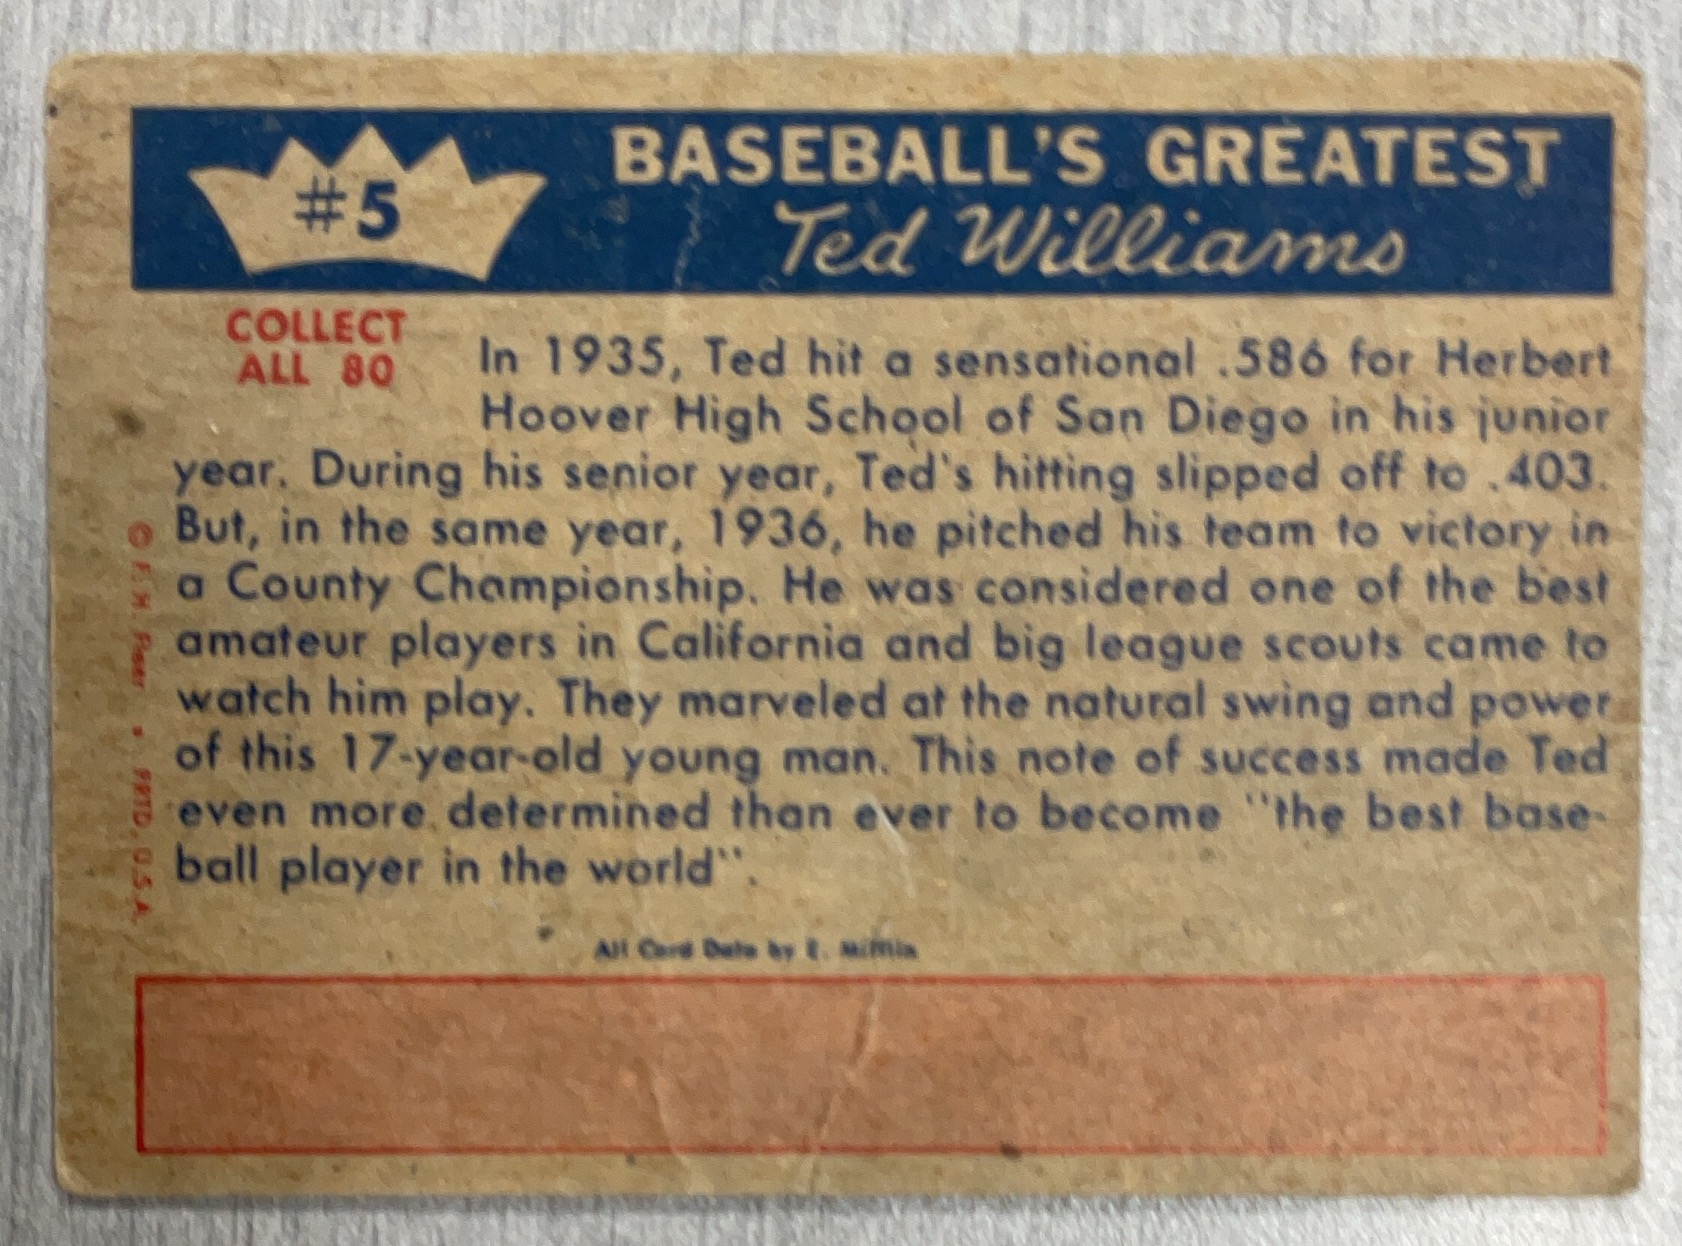 #5
BASEBALL'S GREATEST
Ted Williams
COLLECT
ALL 80
In 1935, Ted hit a sensational .586 for Herbert
Hoover High School of San Diego in his junior
year. During his senior year, Ted's hitting slipped off to .403.
But, in the same year, 1936, he pitched his team to victory in
a County Championship. He was considered one of the best
amateur players in California and big league scouts came to
watch him play. They marveled at the natural swing and power
of this 17-year-old young man. This note of success made Ted
even more determined than ever to become "the best base-
ball player in the world".
© F. H. Fleer • PRTD. U.S.A.
All Card Data by E. Mifflin